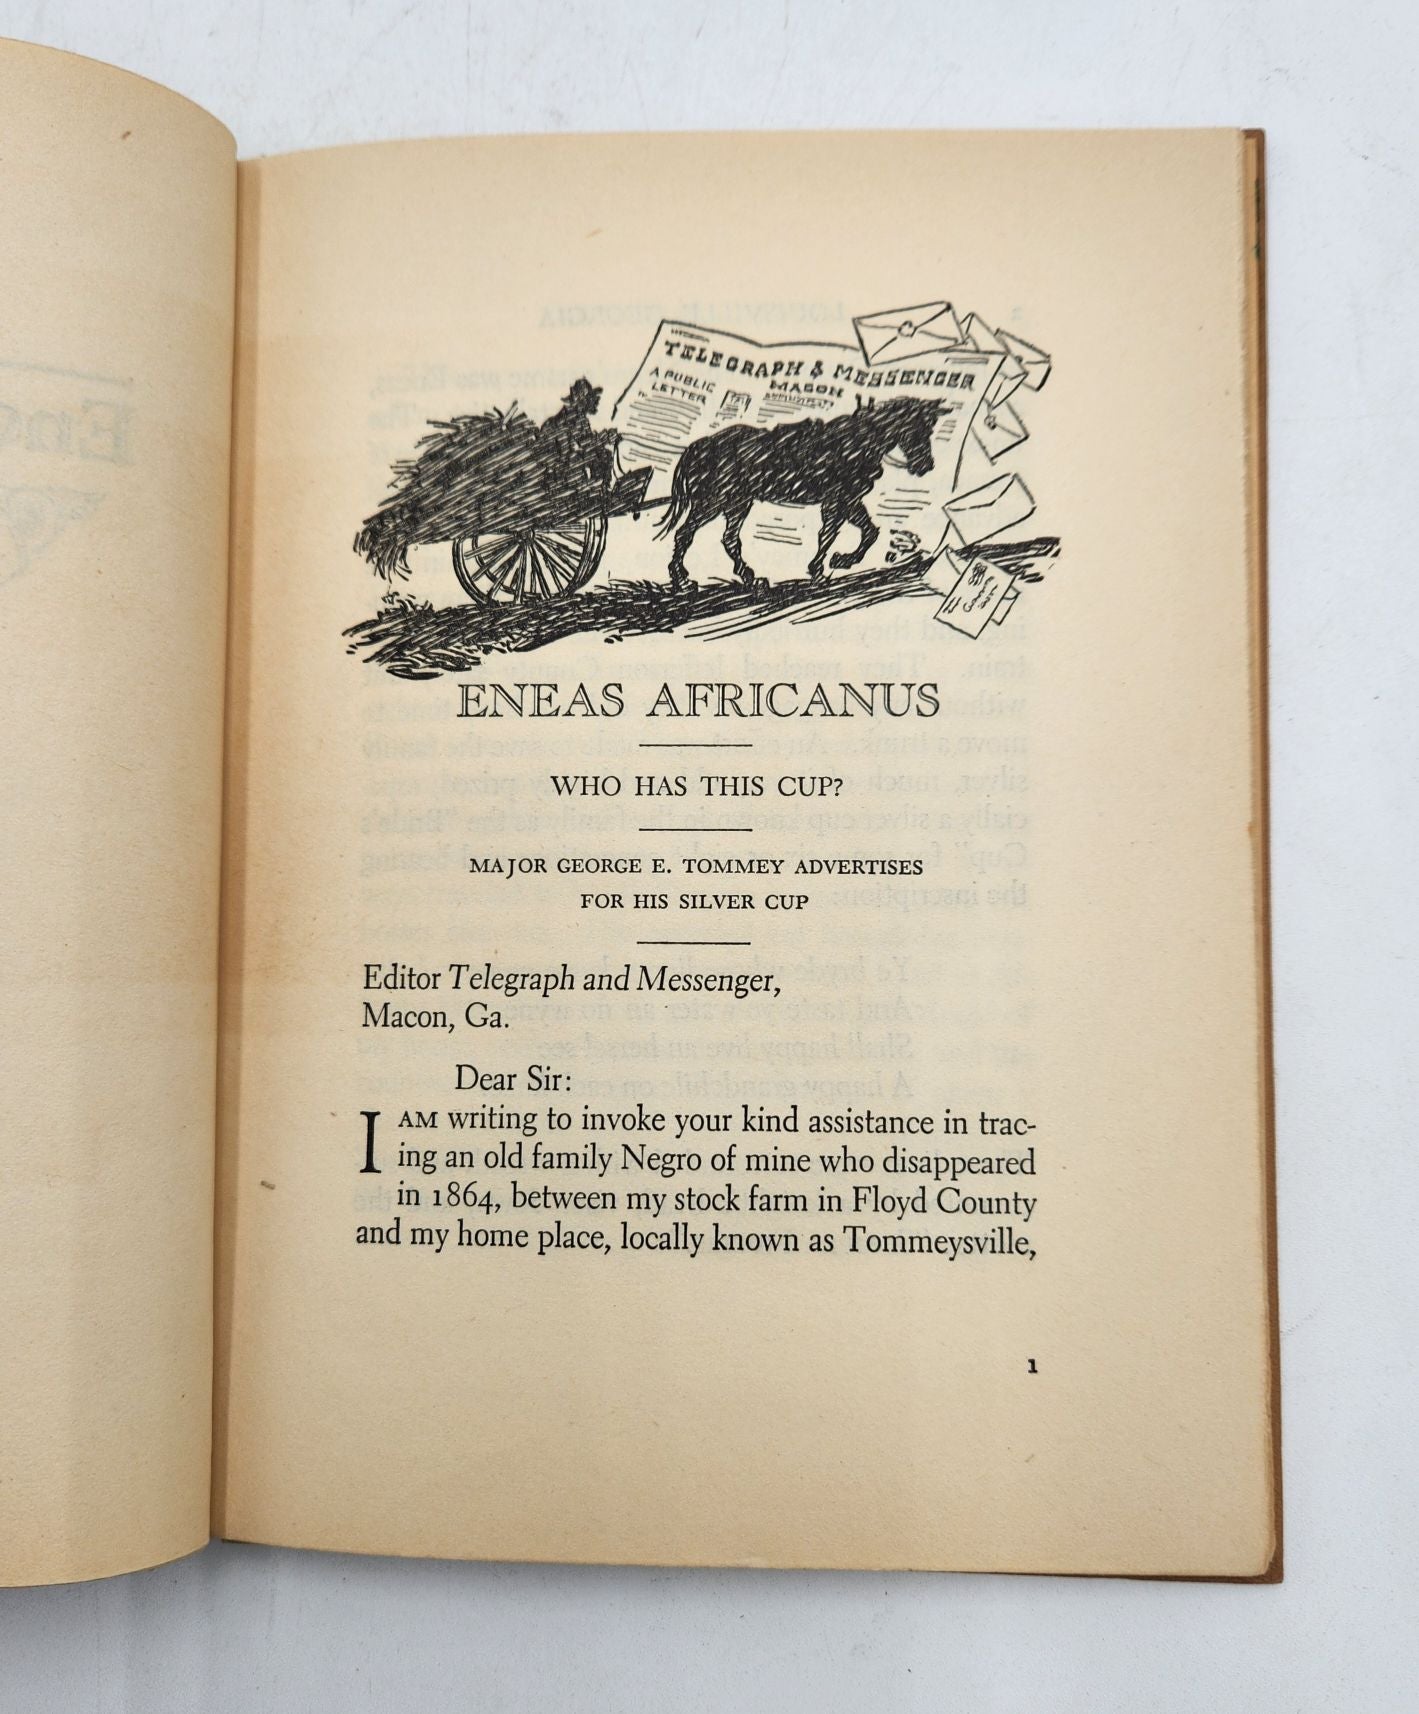 TELEGRAPH & MESSENGER
A PUBLIC
LETTER
MACON
ENEAS AFRICANUS
WHO HAS THIS CUP?
MAJOR GEORGE E. TOMMEY ADVERTISES
FOR HIS SILVER CUP
Editor Telegraph and Messenger,
Macon, Ga.
Dear Sir:
I AM writing to invoke your kind assistance in trac-
ing an old family Negro of mine who disappeared
in 1864, between my stock farm in Floyd County
and my home place, locally known as Tommeysville,
1